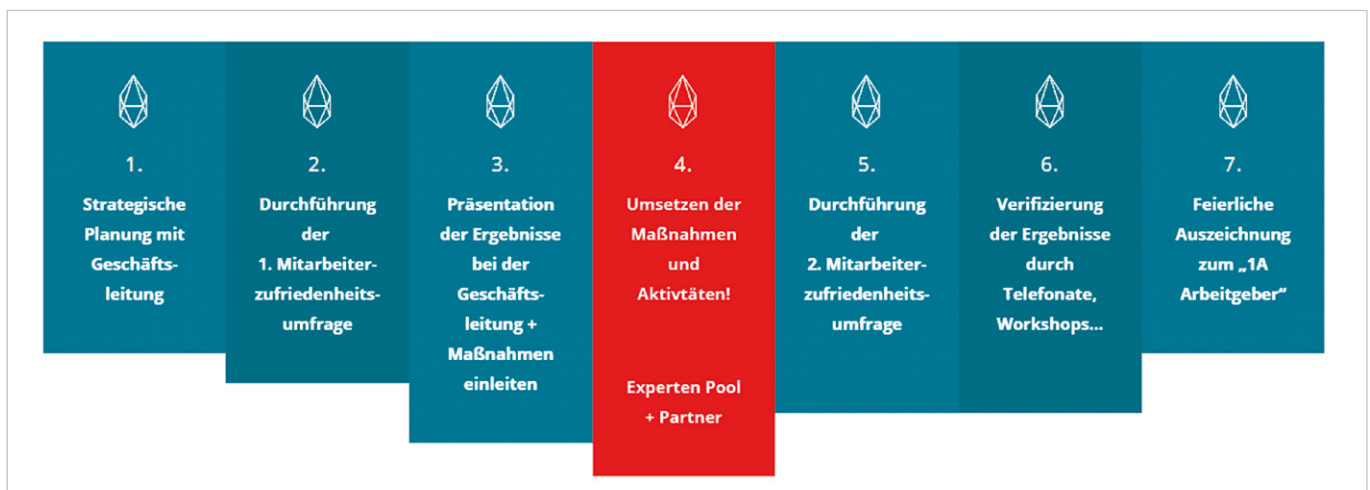 1.
Strategische
Planung mit
Geschäfts-
leitung
2.
Durchführung
der
1. Mitarbeiter-
zufriedenheits-
umfrage
3.
Präsentation
der Ergebnisse
bei der
Geschäfts-
leitung +
Maßnahmen
einleiten
4.
Umsetzen der
Maßnahmen
und
Aktivtäten!
Experten Pool
+ Partner
5.
Durchführung
der
2. Mitarbeiter-
zufriedenheits-
umfrage
6.
Verifizierung
der Ergebnisse
durch
Telefonate,
Workshops...
7.
Feierliche
Auszeichnung
zum „1A
Arbeitgeber“